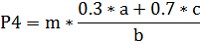 P4 = m * (0.3 * a + 0.7 * c) / b